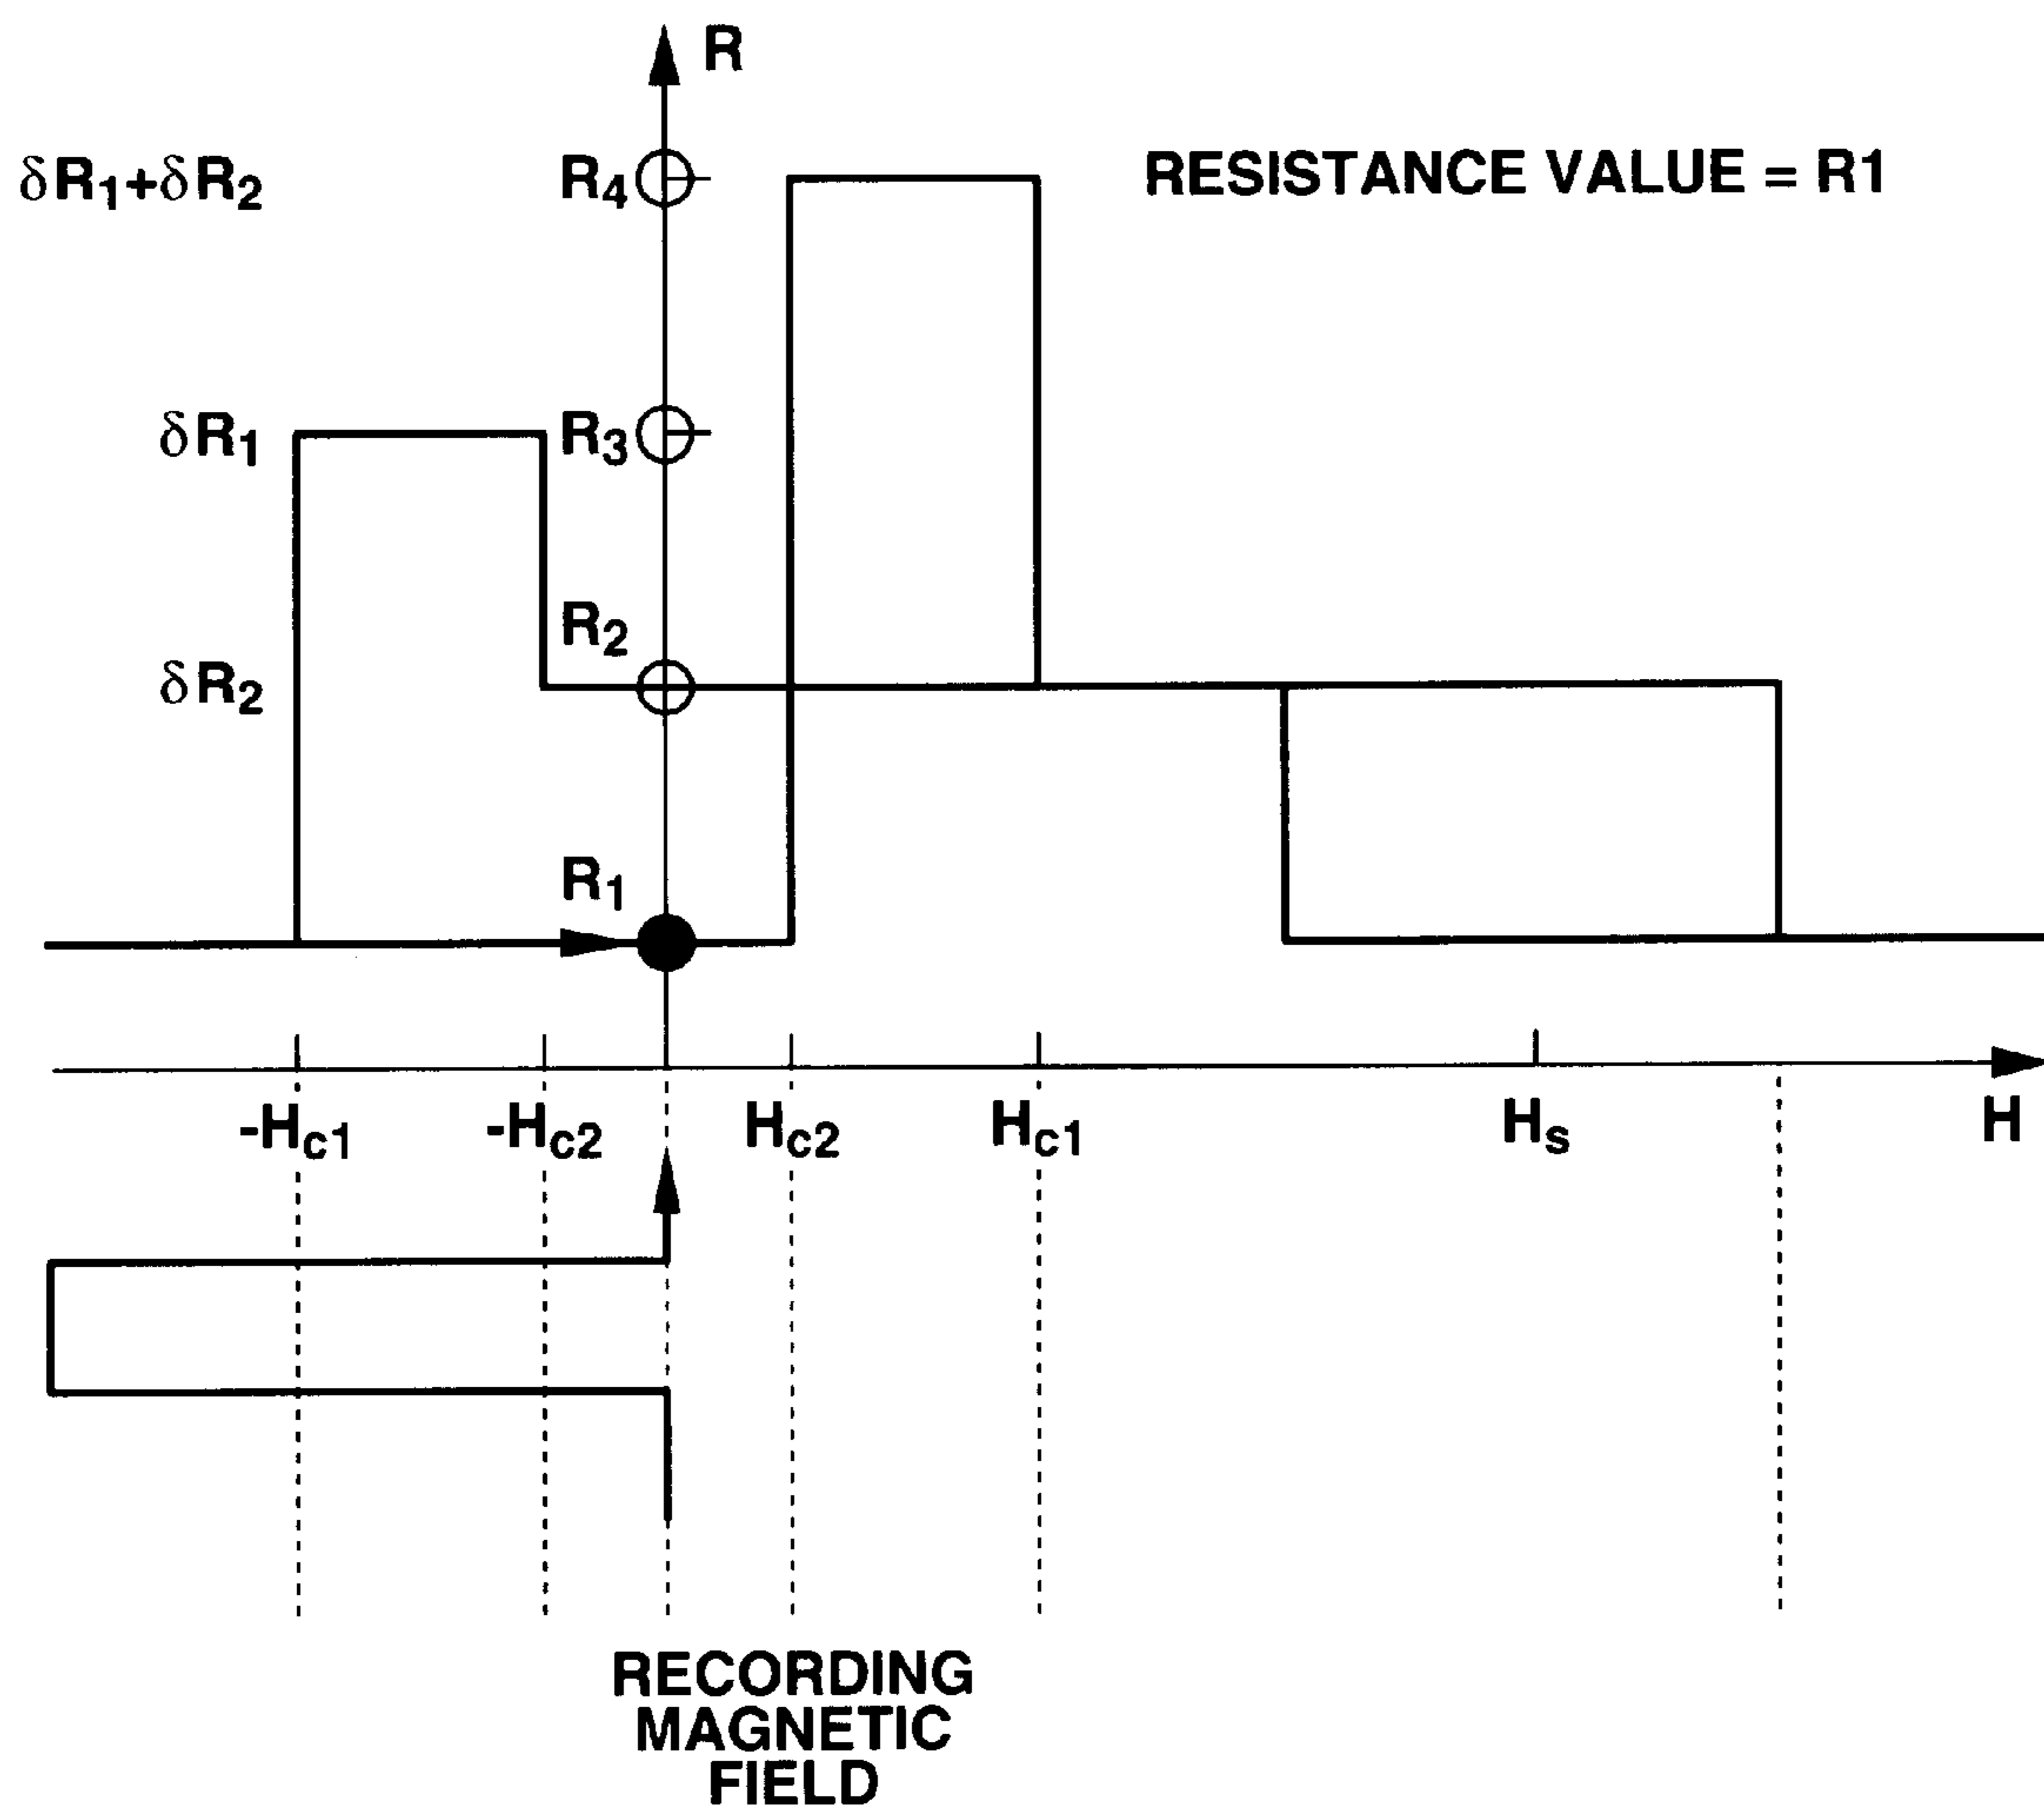 R
δR₁+δR₂ R₄ RESISTANCE VALUE = R1
δR₁ R₃
R₂
δR₂
R₁
-Hc1 -Hc2 Hc2 Hc1 Hs H
RECORDING
MAGNETIC
FIELD